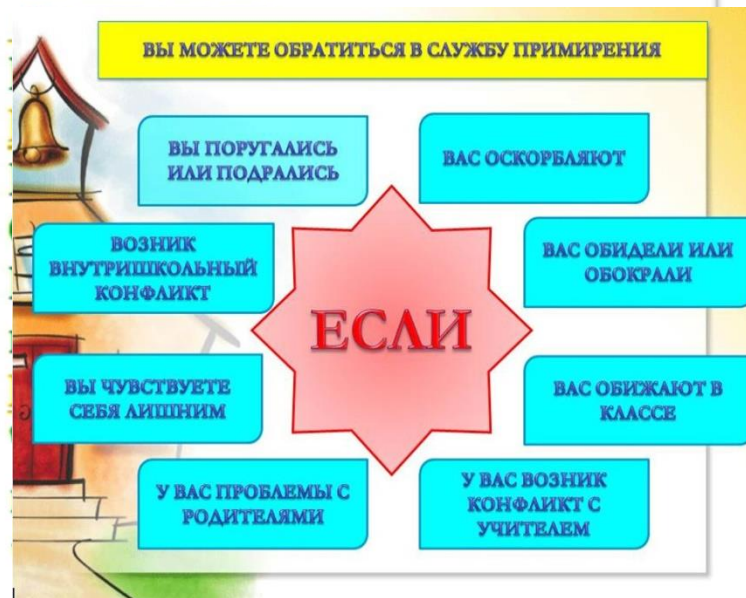 ВЫ МОЖЕТЕ ОБРАТИТЬСЯ В СЛУЖБУ ПРИМИРЕНИЯ
ВЫ ПОРУГАЛИСЬ
ИЛИ ПОДРАЛИСЬ
ВАС ОСКОРБЛЯЮТ
ВОЗНИК
ВНУТРИШКОЛЬНЫЙ
КОНФЛИКТ
ВАС ОБИДЕЛИ ИЛИ
ОБОКРАЛИ
ЕСЛИ
ВЫ ЧУВСТВУЕТЕ
СЕБЯ ЛИШНИМ
ВАС ОБИЖАЮТ В
КЛАССЕ
У ВАС ПРОБЛЕМЫ С
РОДИТЕЛЯМИ
У ВАС ВОЗНИК
КОНФЛИКТ С
УЧИТЕЛЕМ